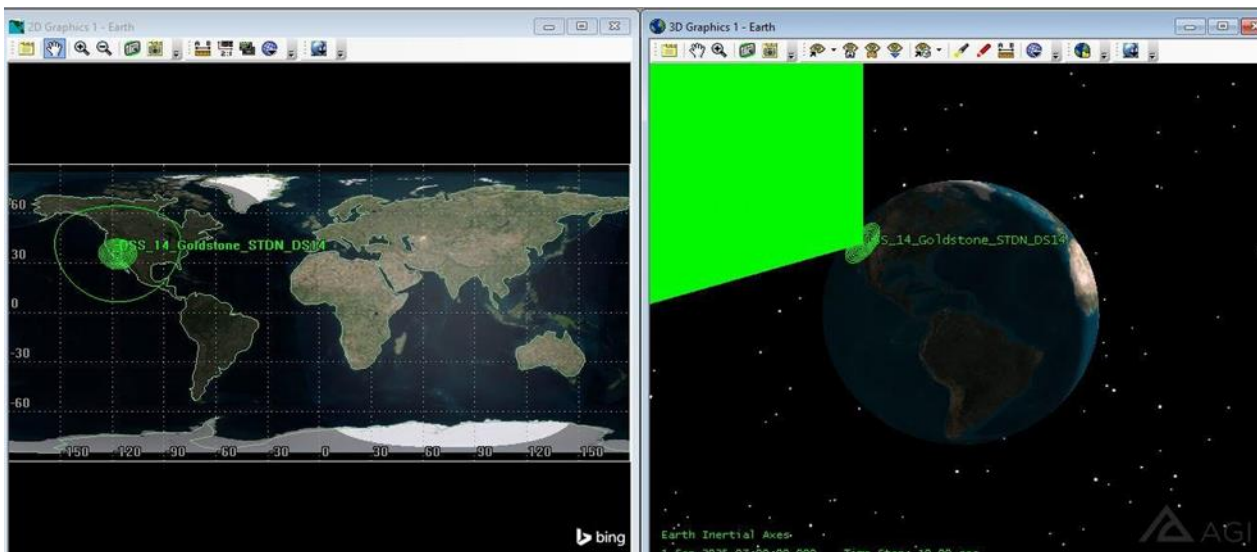 2D Graphics 1 - Earth
60
DSS_14_Goldstone_STDN_DS14
30
0
-30
-60
-150 -120 -90 -60 -30 0 30 60 90 120 150
bing
3D Graphics 1 - Earth
SS_14_Goldstone_STDN_DS14
Earth Inertial Axes
AGI